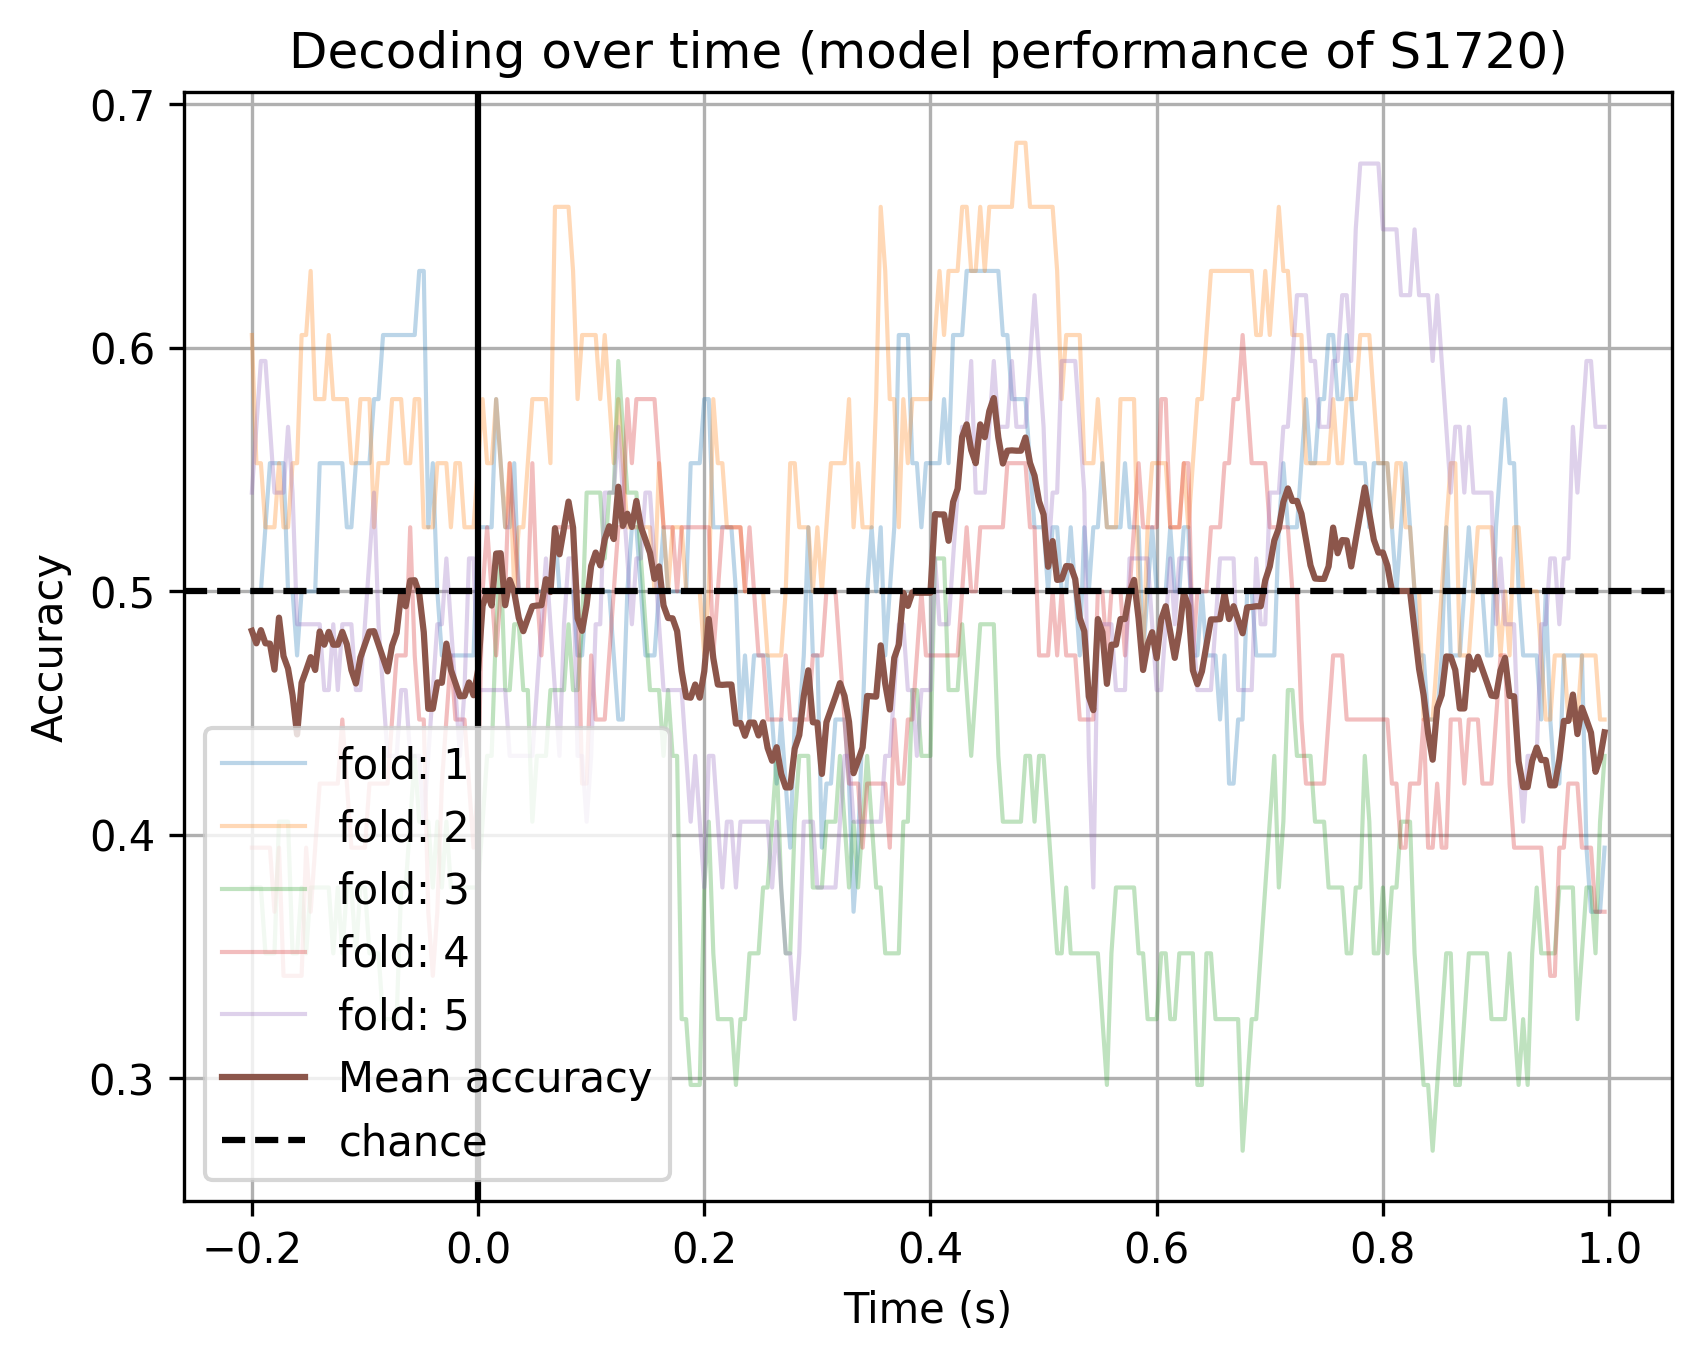 Decoding over time (model performance of S1720)
Accuracy
0.7
0.6
0.5
0.4
0.3
fold: 1
fold: 2
fold: 3
fold: 4
fold: 5
Mean accuracy
chance
−0.2 0.0 0.2 0.4 0.6 0.8 1.0
Time (s)